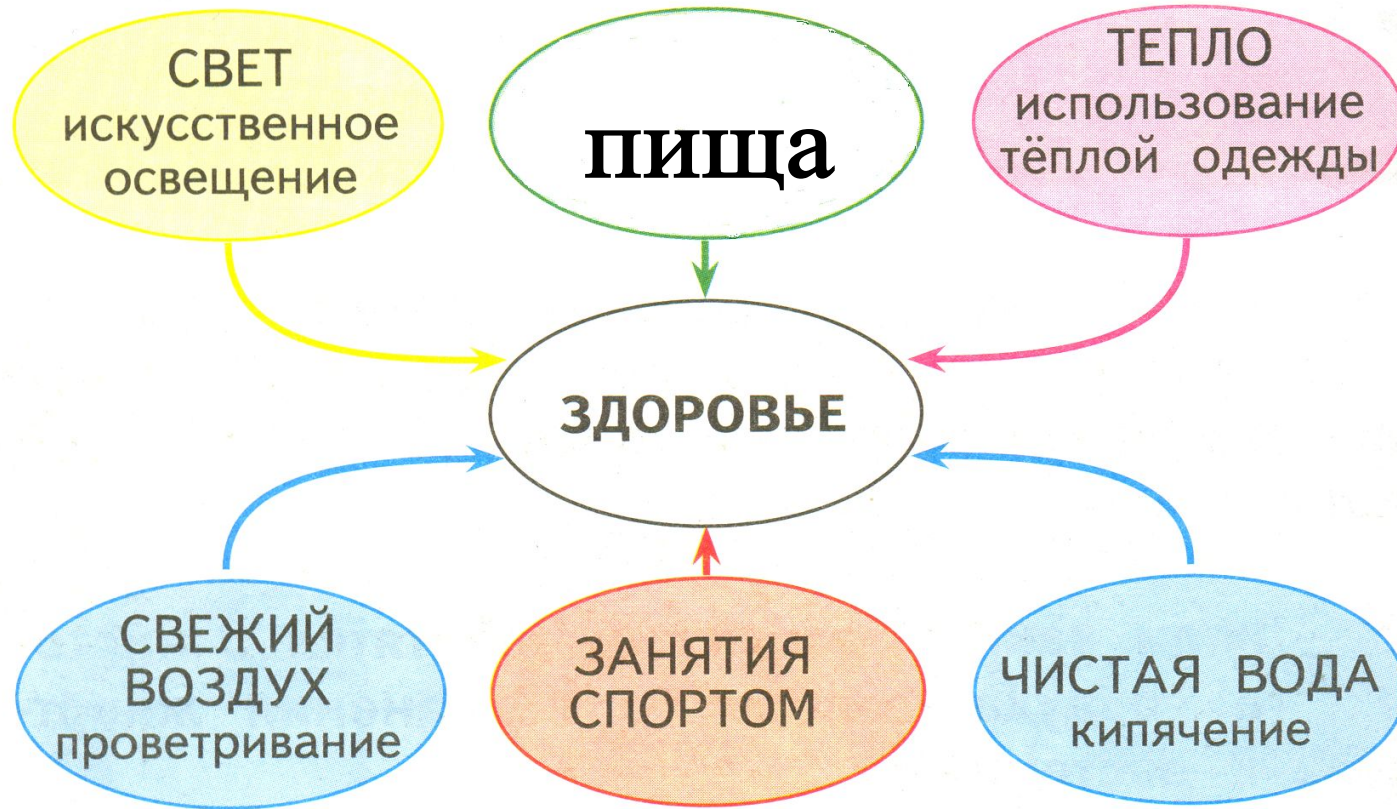 СВЕТ
искусственное
освещение
пища
ТЕПЛО
использование
тёплой одежды
ЗДОРОВЬЕ
СВЕЖИЙ
ВОЗДУХ
проветривание
ЗАНЯТИЯ
СПОРТОМ
ЧИСТАЯ ВОДА
кипячение